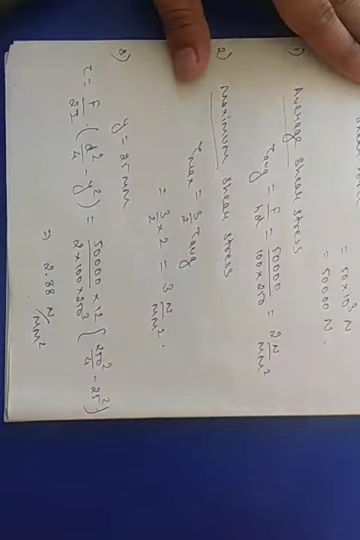 = 50 × 10³ N
= 50000 N.
1) Average shear stress
τavg = F/bd = 50000/100×250 = 2 N/mm²
2) Maximum shear stress
τmax = 3/2 τavg
= 3/2 × 2 = 3 N/mm².
3) y = 25 mm
τ = F/2I · (d²/4 - y²) = 50000 × 12/2×100×250³ (250²/4 - 25²)
⇒ 2.88 N/mm²